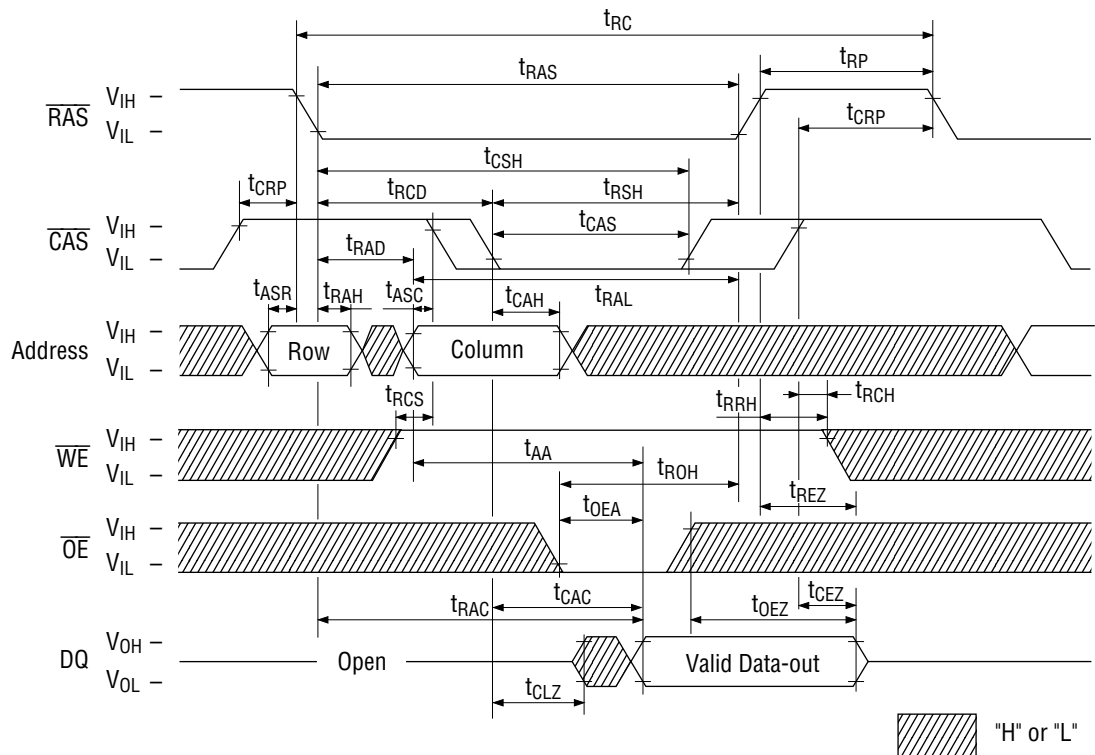 tRC
tRP
tRAS
RAS
VIH –
VIL –
tCRP
tCSH
tCRP
tRCD
tRSH
CAS
VIH –
VIL –
tCAS
tRAD
tASR
tRAH
tASC
tCAH
tRAL
Address
VIH –
VIL –
Row
Column
tRCS
tRRH
tRCH
WE
VIH –
VIL –
tAA
tROH
tREZ
tOEA
OE
VIH –
VIL –
tCEZ
tCAC
tOEZ
tRAC
DQ
VOH –
VOL –
Open
Valid Data-out
tCLZ
"H" or "L"